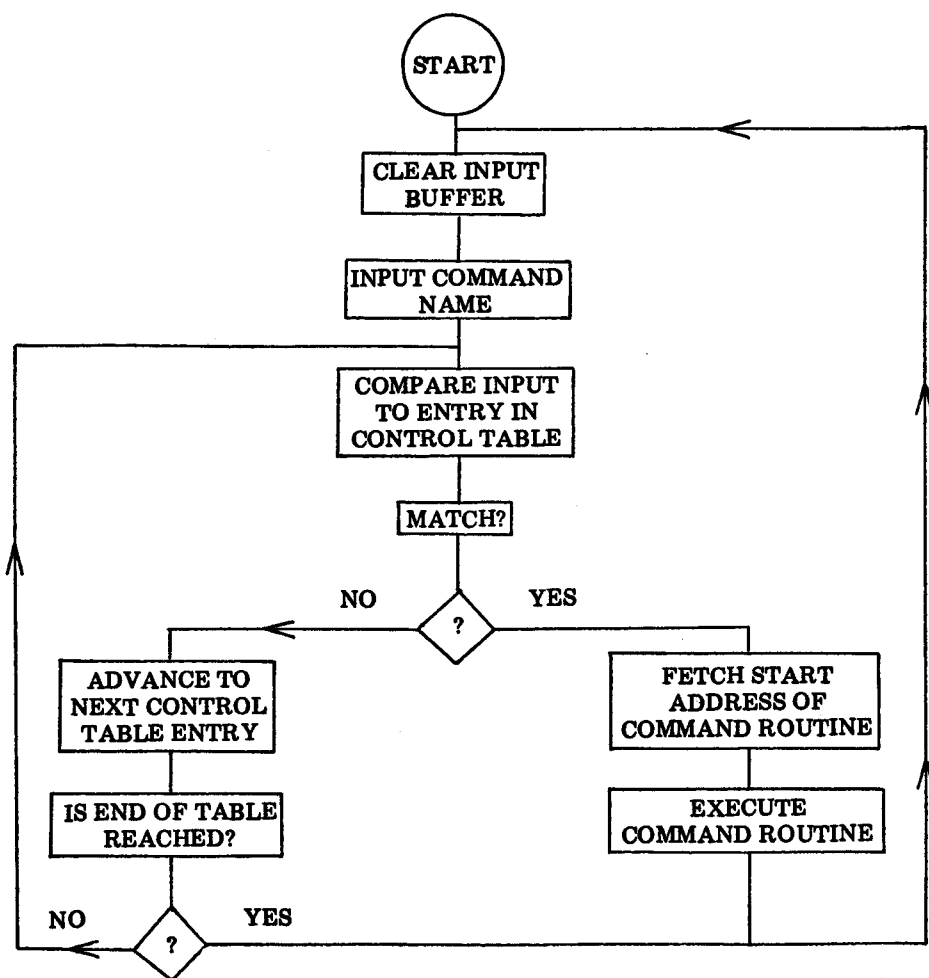 START
CLEAR INPUT
BUFFER
INPUT COMMAND
NAME
COMPARE INPUT
TO ENTRY IN
CONTROL TABLE
MATCH?
NO
?
YES
ADVANCE TO
NEXT CONTROL
TABLE ENTRY
IS END OF TABLE
REACHED?
NO
?
YES
FETCH START
ADDRESS OF
COMMAND ROUTINE
EXECUTE
COMMAND ROUTINE